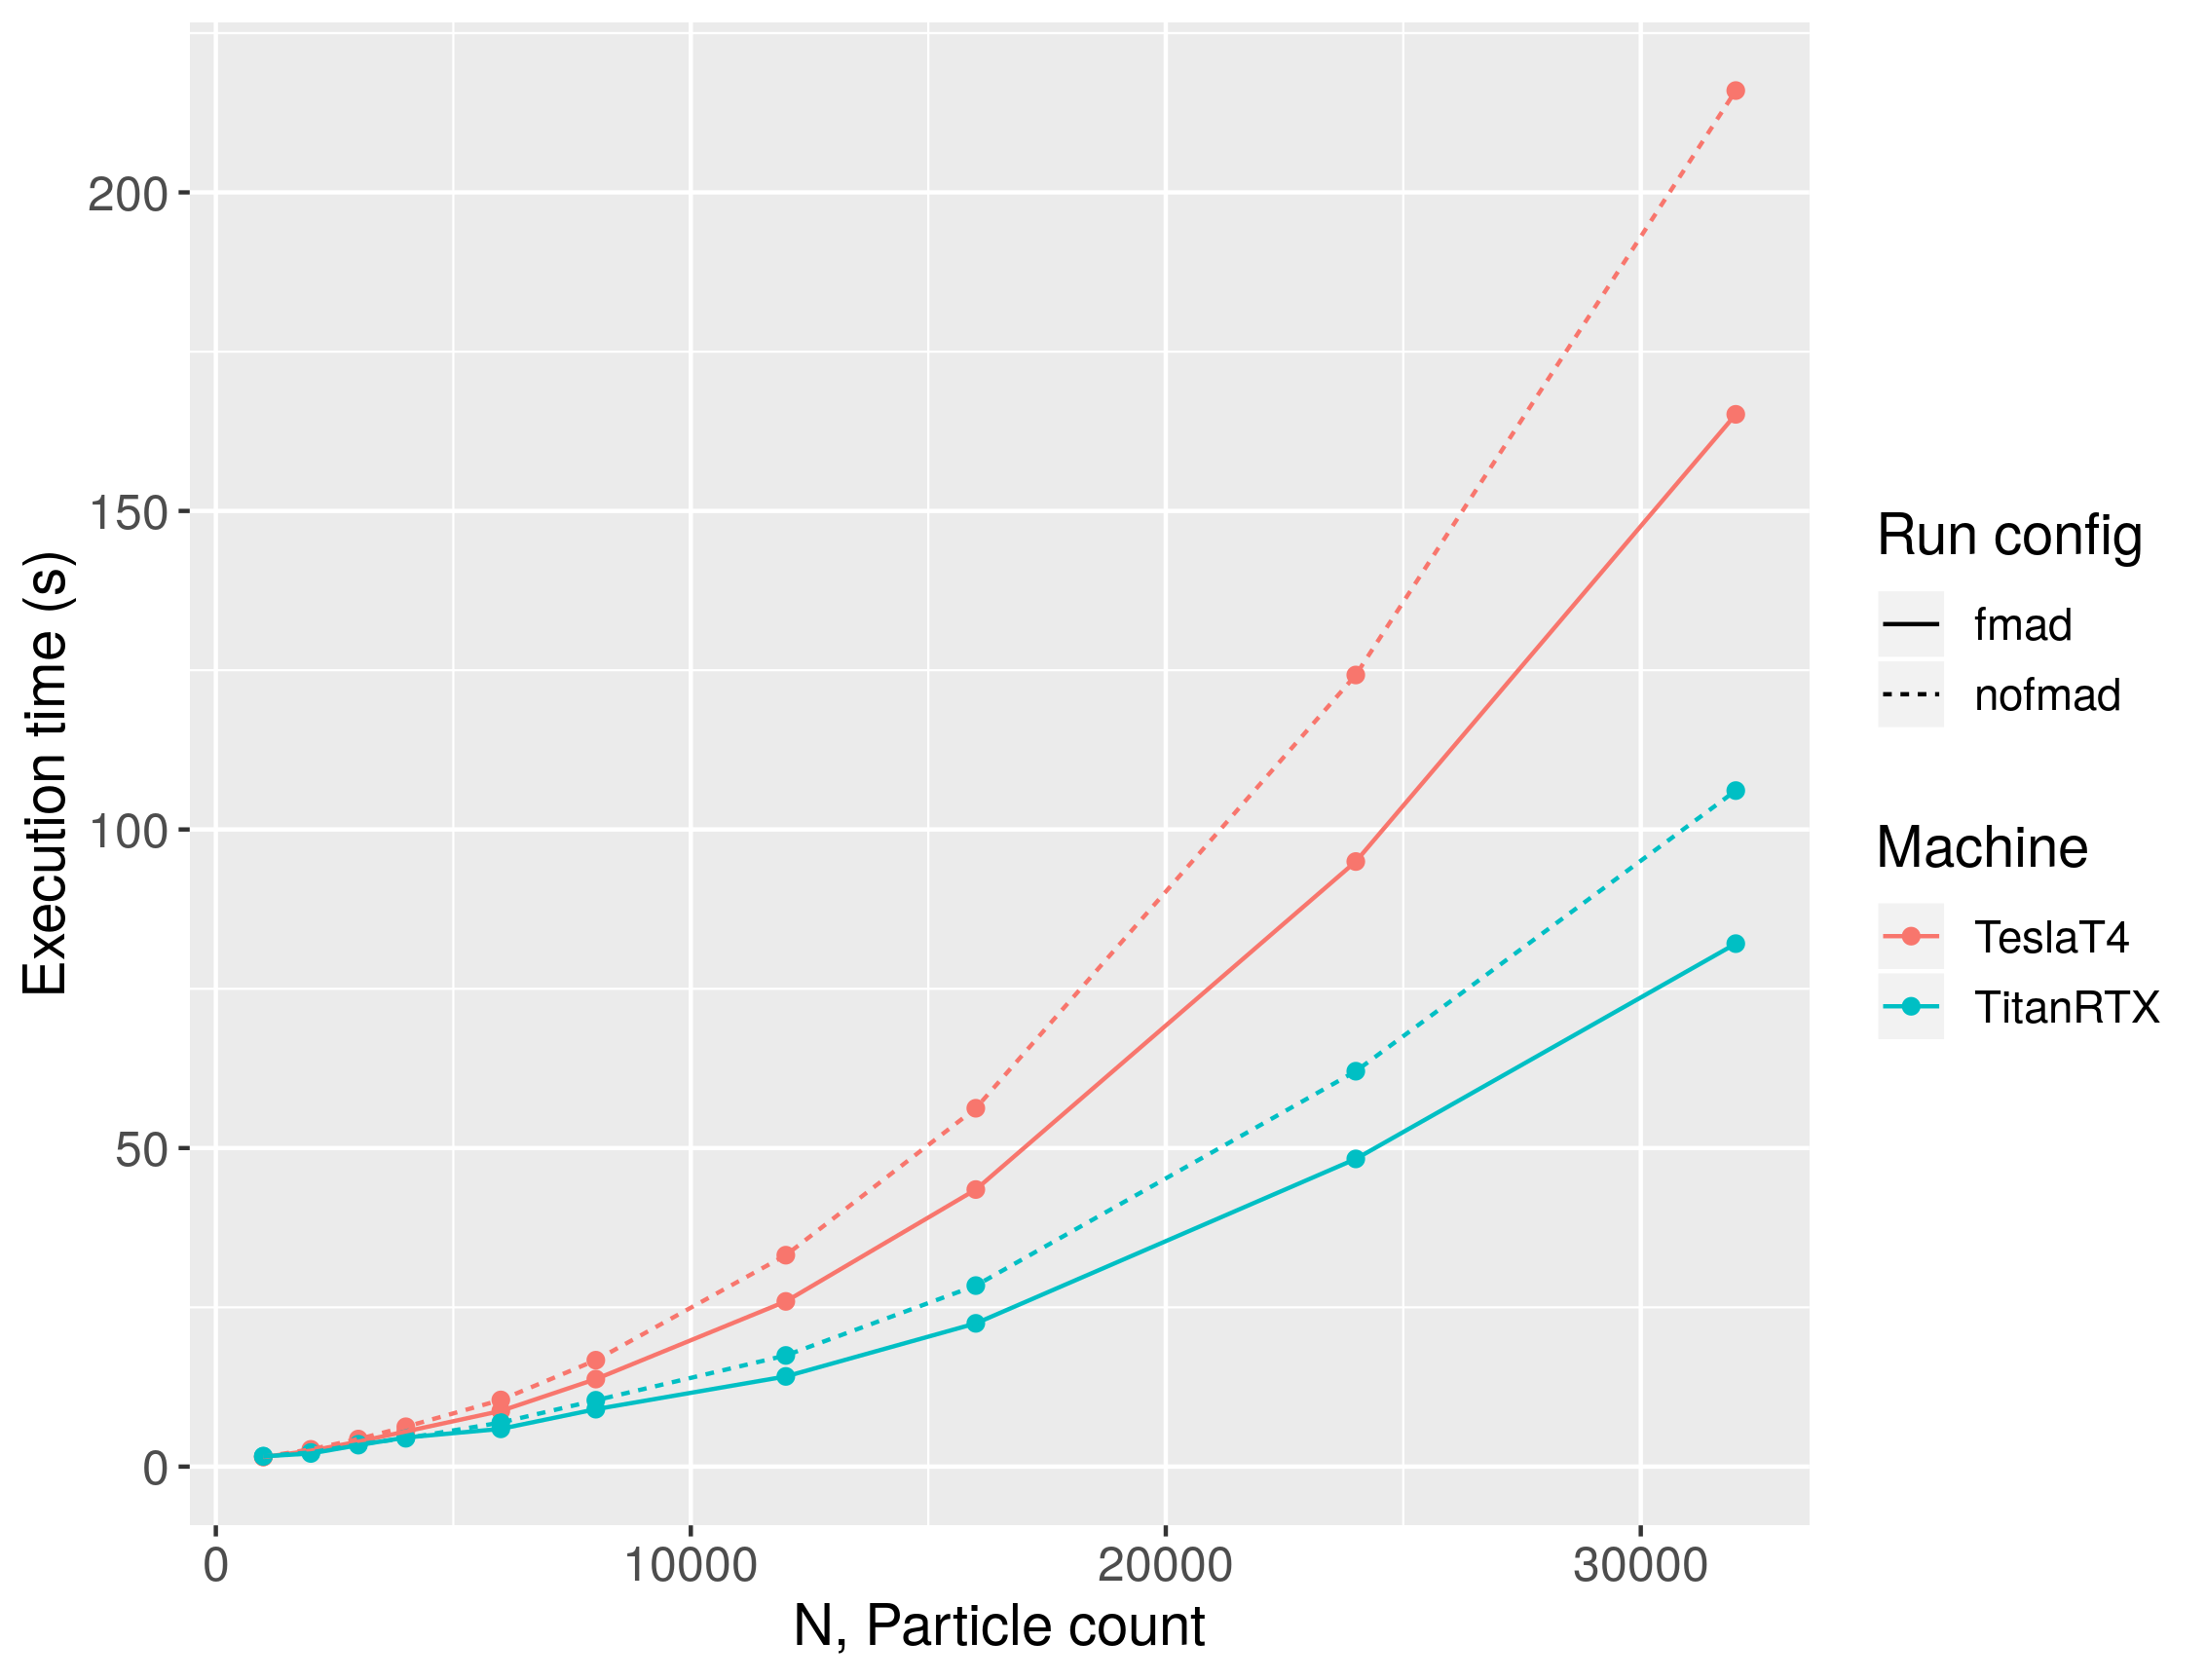 200
150
100
50
0
Execution time (s)
0 10000 20000 30000
N, Particle count
Run config
fmad
nofmad
Machine
TeslaT4
TitanRTX